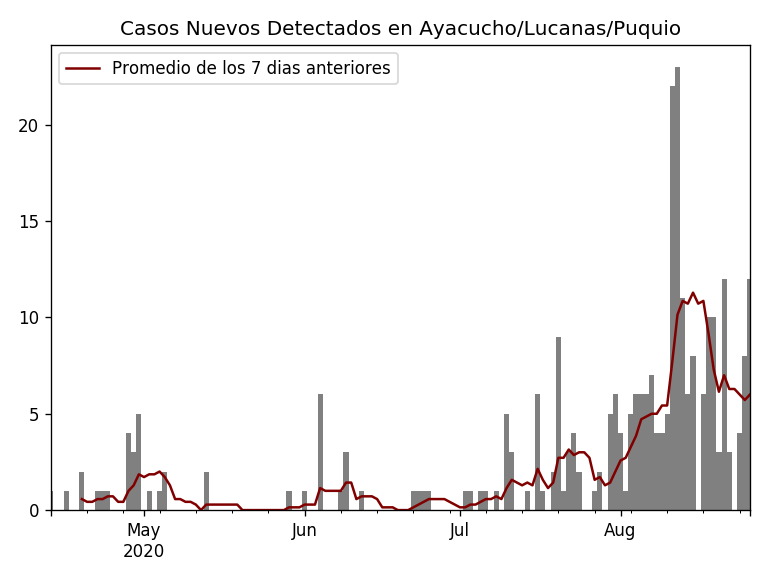 Casos Nuevos Detectados en Ayacucho/Lucanas/Puquio
Promedio de los 7 dias anteriores
20
15
10
5
0
May Jun Jul Aug
2020